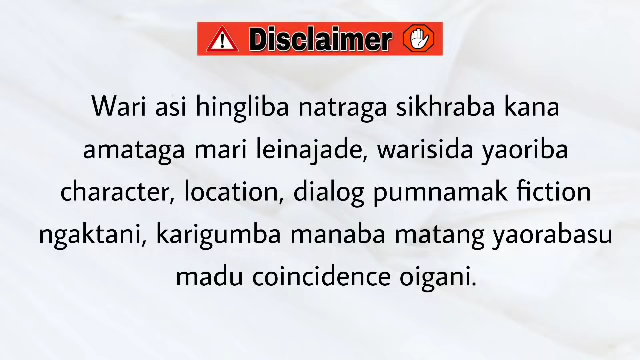 Disclaimer
Wari asi hingliba natraga sikhraba kana
amataga mari leinajade, warisida yaoriba
character, location, dialog pumnamak fiction
ngaktani, karigumba manaba matang yaorabasu
madu coincidence oigani.